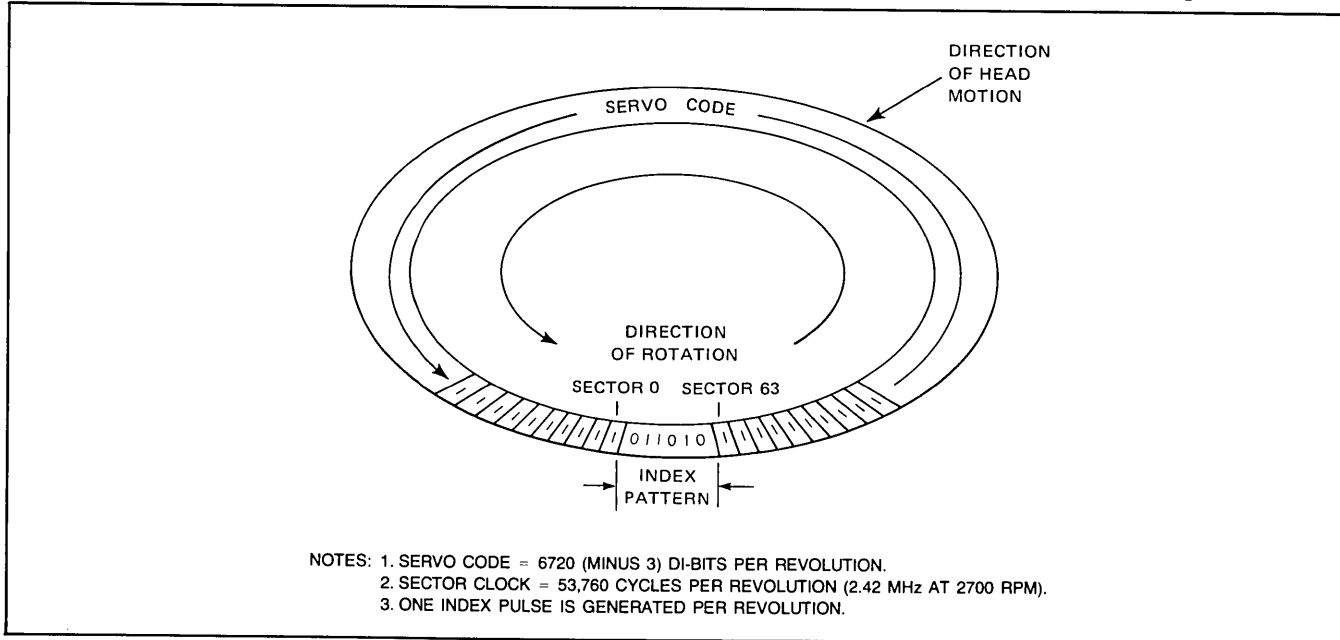 DIRECTION
OF HEAD
MOTION
SERVO CODE
DIRECTION
OF ROTATION
SECTOR 0 SECTOR 63
011010
INDEX
PATTERN
NOTES: 1. SERVO CODE = 6720 (MINUS 3) DI-BITS PER REVOLUTION.
2. SECTOR CLOCK = 53,760 CYCLES PER REVOLUTION (2.42 MHz AT 2700 RPM).
3. ONE INDEX PULSE IS GENERATED PER REVOLUTION.